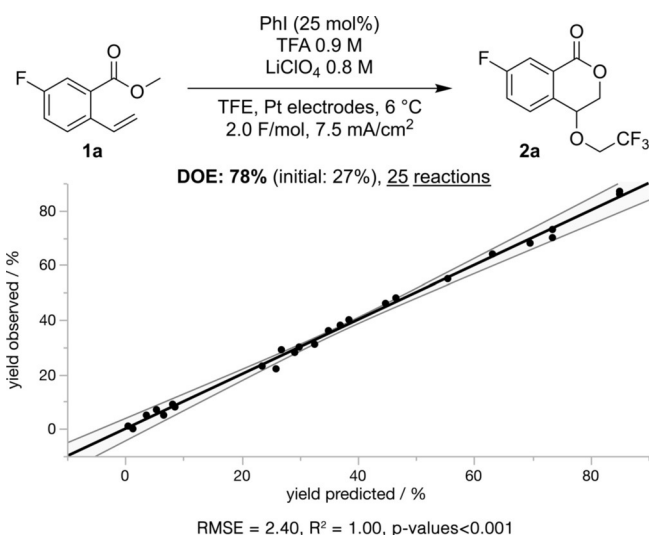 PhI (25 mol%)
TFA 0.9 M
LiClO₄ 0.8 M
TFE, Pt electrodes, 6 °C
2.0 F/mol, 7.5 mA/cm²
F
O
O
1a
F
O
O
O
CF₃
2a
DOE: 78% (initial: 27%), 25 reactions
yield observed / %
80
60
40
20
0
0 20 40 60 80
yield predicted / %
RMSE = 2.40, R² = 1.00, p-values<0.001